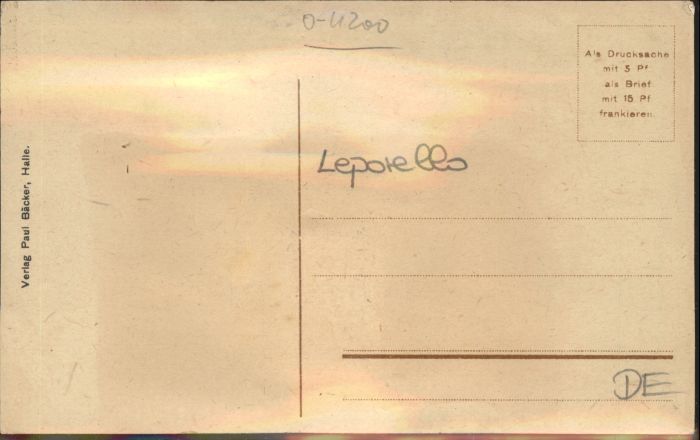 O-4200
Als Drucksache
mit 5 Pf
als Brief
mit 15 Pf
frankieren.
Leporello
Verlag Paul Bäcker, Halle.
DE